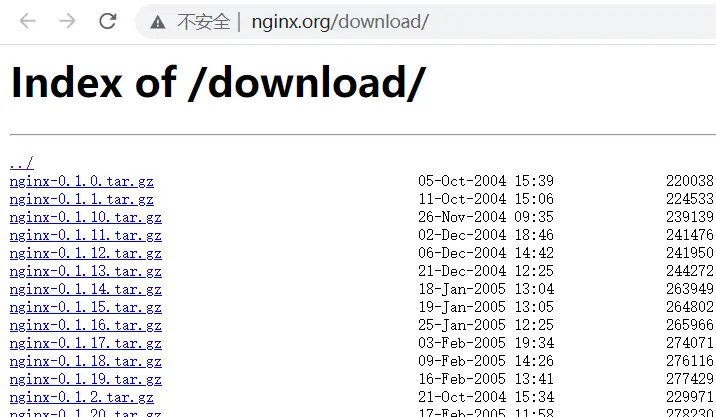 不安全 | nginx.org/download/
Index of /download/
../
nginx-0.1.0.tar.gz 05-Oct-2004 15:39 220038
nginx-0.1.1.tar.gz 11-Oct-2004 15:06 224533
nginx-0.1.10.tar.gz 26-Nov-2004 09:35 239139
nginx-0.1.11.tar.gz 02-Dec-2004 18:46 241476
nginx-0.1.12.tar.gz 06-Dec-2004 14:42 241950
nginx-0.1.13.tar.gz 21-Dec-2004 12:25 244272
nginx-0.1.14.tar.gz 18-Jan-2005 13:04 263949
nginx-0.1.15.tar.gz 19-Jan-2005 13:05 264802
nginx-0.1.16.tar.gz 25-Jan-2005 12:25 265966
nginx-0.1.17.tar.gz 03-Feb-2005 19:34 274071
nginx-0.1.18.tar.gz 09-Feb-2005 14:26 276116
nginx-0.1.19.tar.gz 16-Feb-2005 13:41 277429
nginx-0.1.2.tar.gz 21-Oct-2004 15:34 229971
nginx-0.1.20.tar.gz 17-Feb-2005 11:58 278230